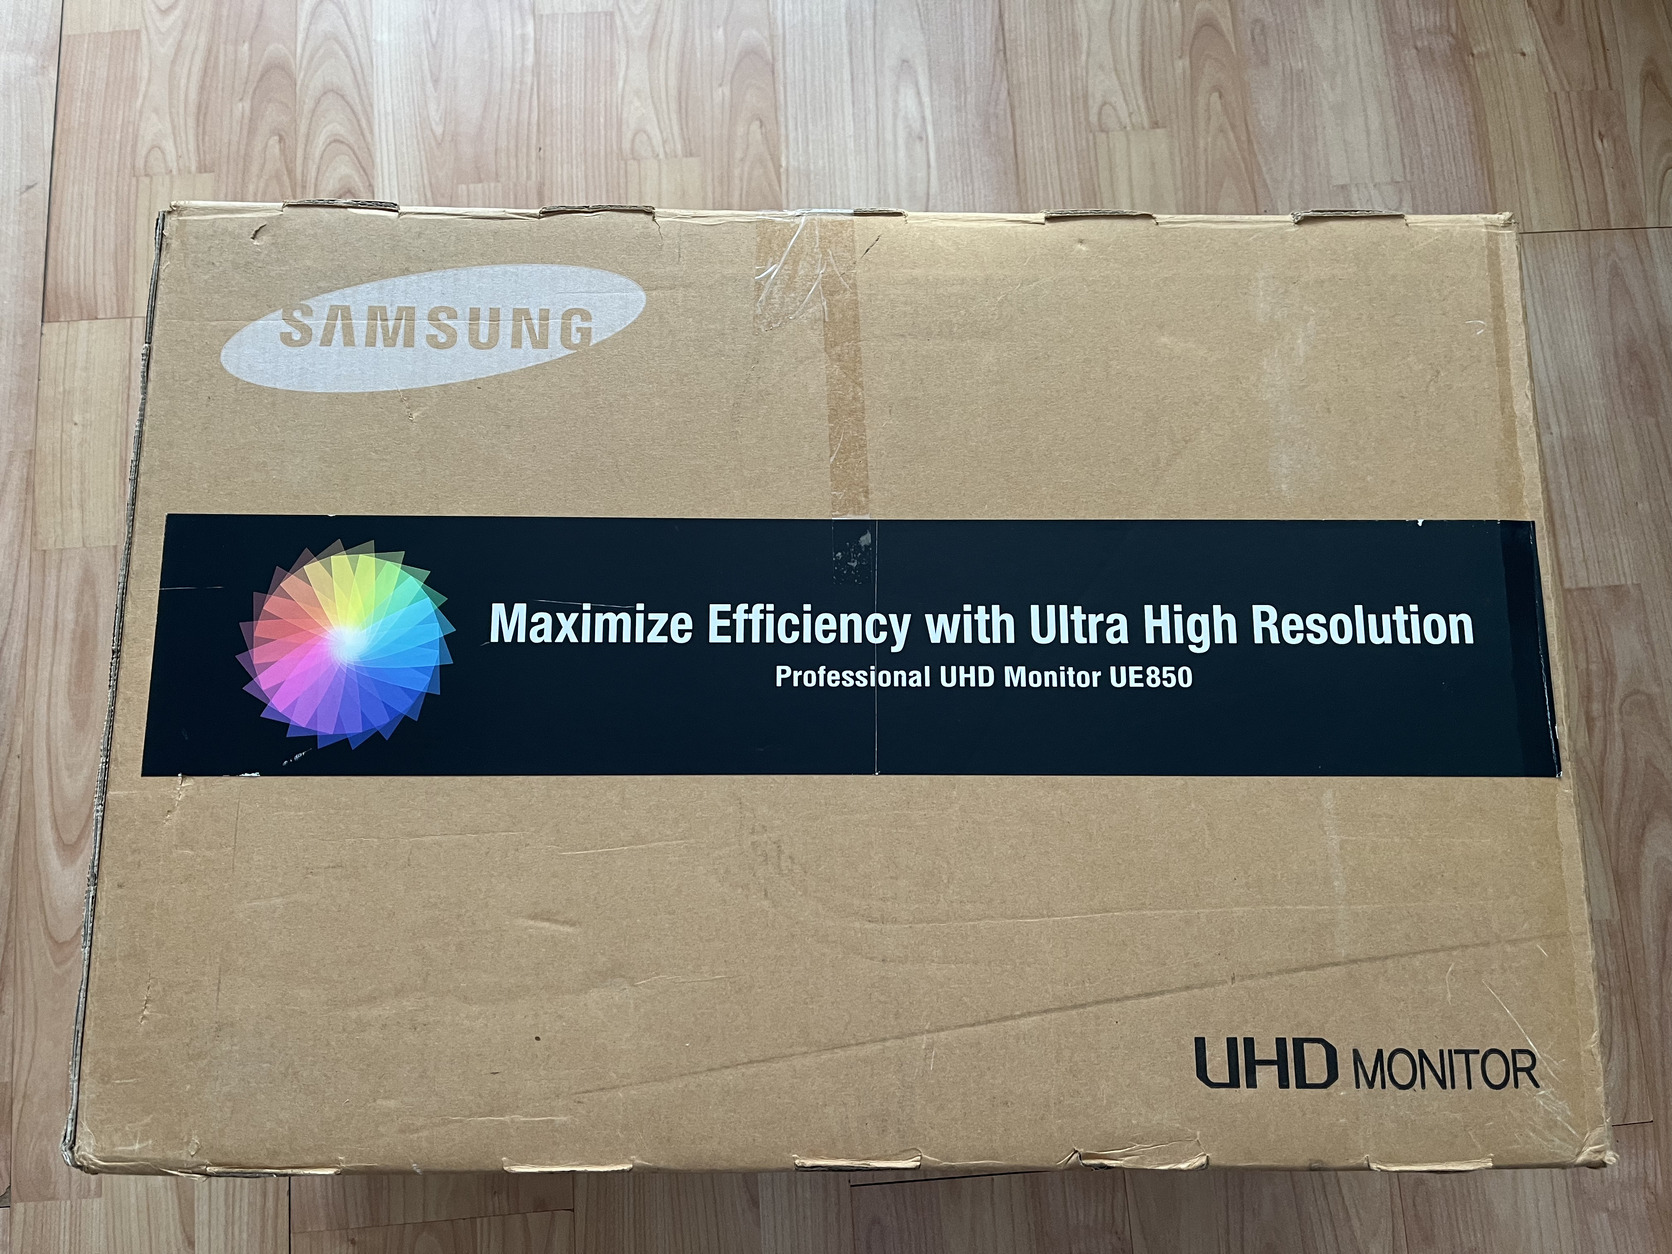 SAMSUNG
Maximize Efficiency with Ultra High Resolution
Professional UHD Monitor UE850
UHD MONITOR